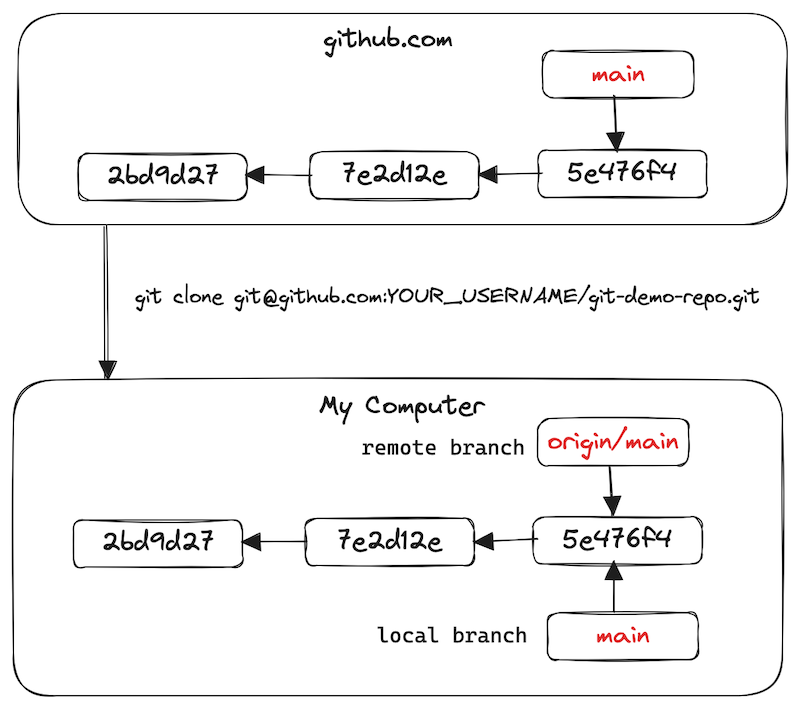 github.com
main
2bd9d27
7e2d12e
5e476f4
git clone git@github.com:YOUR_USERNAME/git-demo-repo.git
My Computer
remote branch
origin/main
2bd9d27
7e2d12e
5e476f4
local branch
main